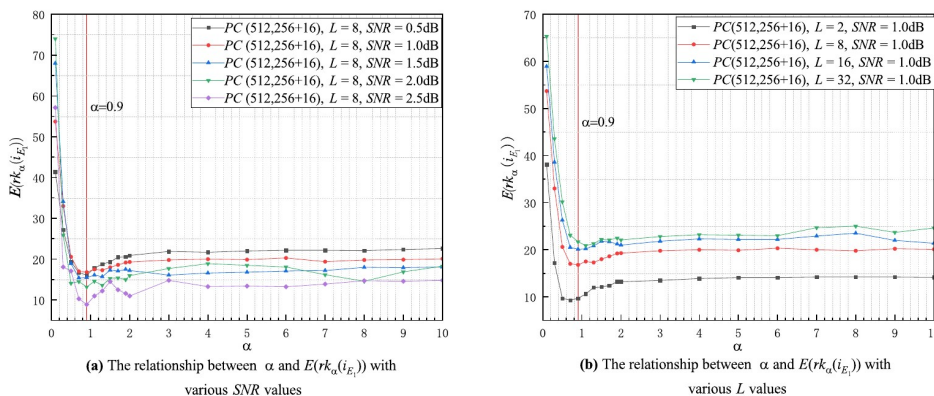 80
70
60
50
40
30
20
10
E(rkα(iE1))
PC (512,256+16), L = 8, SNR = 0.5dB
PC (512,256+16), L = 8, SNR = 1.0dB
PC (512,256+16), L = 8, SNR = 1.5dB
PC (512,256+16), L = 8, SNR = 2.0dB
PC (512,256+16), L = 8, SNR = 2.5dB
α=0.9
0 1 2 3 4 5 6 7 8 9 10
α
(a) The relationship between α and E(rkα(iE1)) with
various SNR values
70
60
50
40
30
20
10
E(rkα(iE1))
PC(512,256+16), L = 2, SNR = 1.0dB
PC(512,256+16), L = 8, SNR = 1.0dB
PC(512,256+16), L = 16, SNR = 1.0dB
PC(512,256+16), L = 32, SNR = 1.0dB
α=0.9
0 1 2 3 4 5 6 7 8 9 10
α
(b) The relationship between α and E(rkα(iE1)) with
various L values